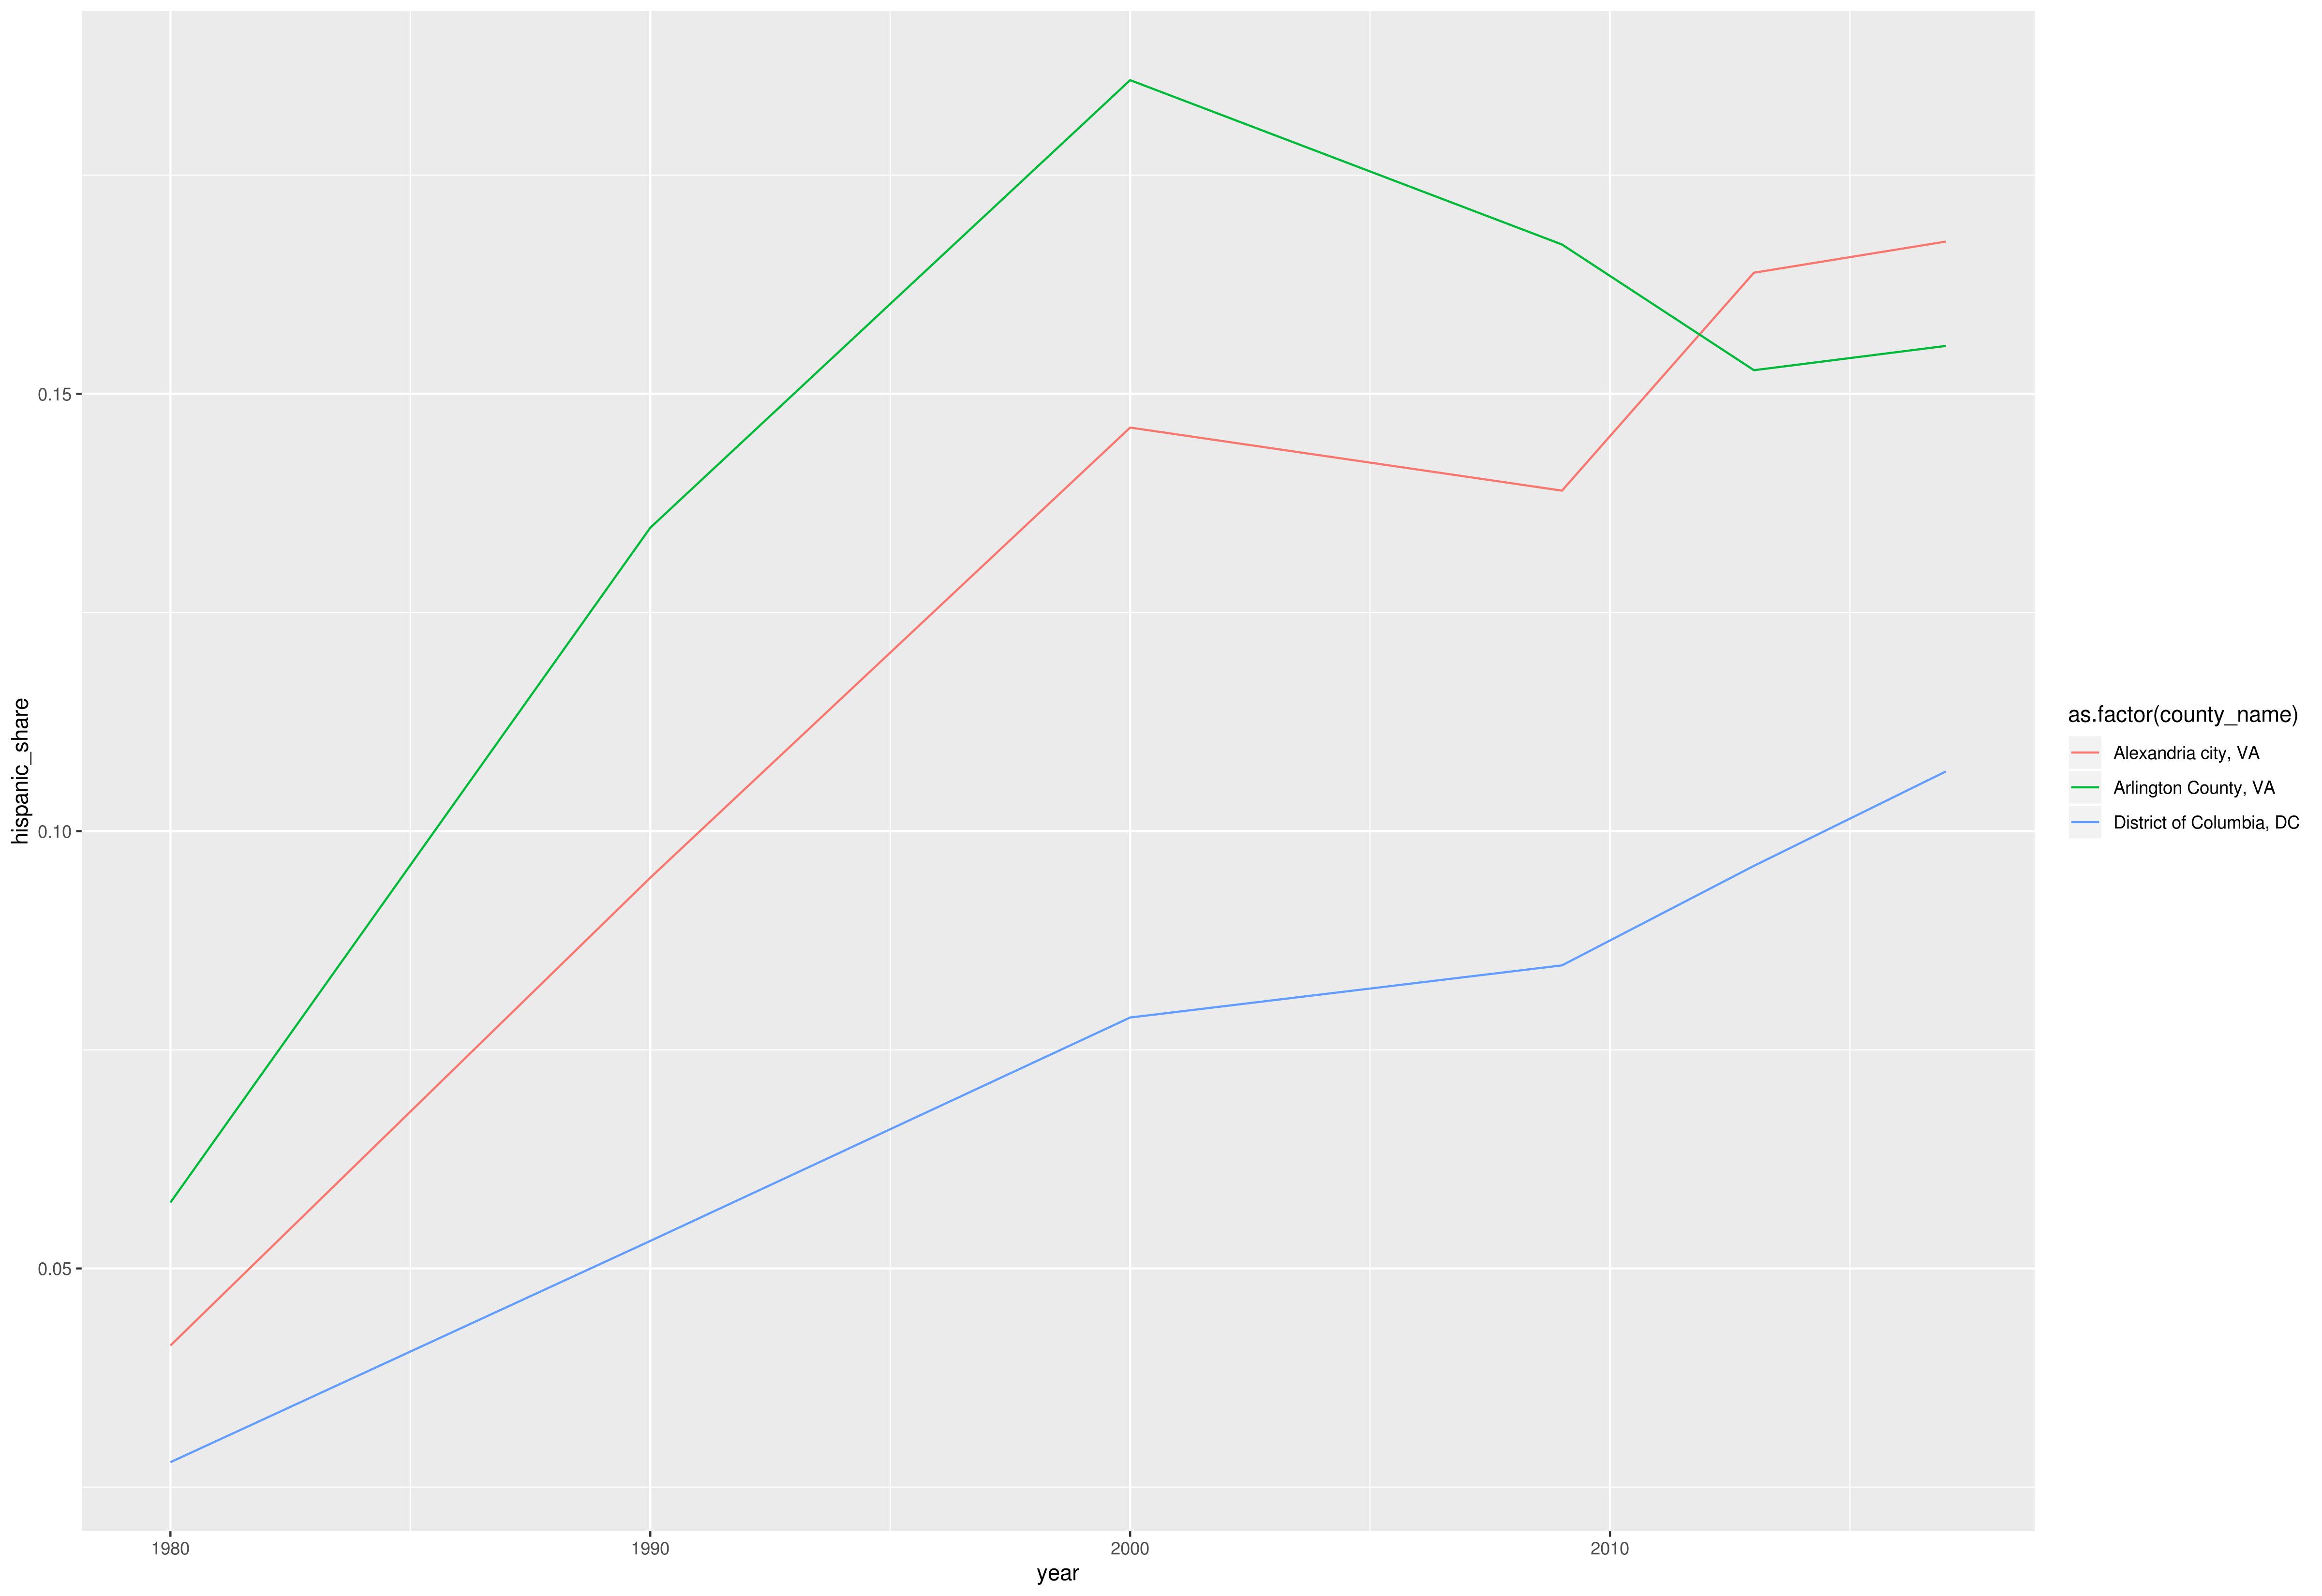 hispanic_share
0.15
0.10
0.05
1980
1990
2000
2010
year
as.factor(county_name)
Alexandria city, VA
Arlington County, VA
District of Columbia, DC